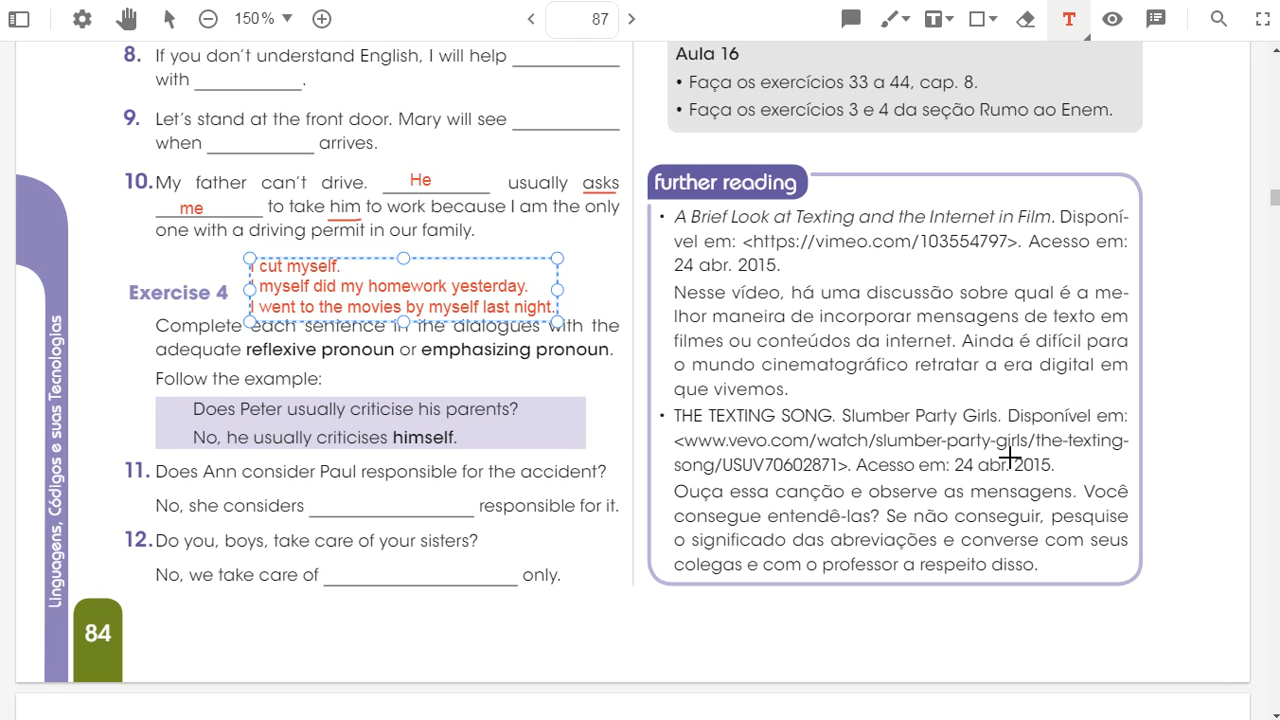 150%
87
8. If you don't understand English, I will help ____________
with ____________.
9. Let's stand at the front door. Mary will see ____________
when ____________ arrives.
10. My father can't drive. ____He____ usually asks
____me____ to take him to work because I am the only
one with a driving permit in our family.
I cut myself.
myself did my homework yesterday.
I went to the movies by myself last night.
Exercise 4
Complete each sentence in the dialogues with the
adequate reflexive pronoun or emphasizing pronoun.
Follow the example:
Does Peter usually criticise his parents?
No, he usually criticises himself.
11. Does Ann consider Paul responsible for the accident?
No, she considers ____________ responsible for it.
12. Do you, boys, take care of your sisters?
No, we take care of ____________ only.
Linguagens, Códigos e suas Tecnologias
84
Aula 16
• Faça os exercícios 33 a 44, cap. 8.
• Faça os exercícios 3 e 4 da seção Rumo ao Enem.
further reading
• A Brief Look at Texting and the Internet in Film. Disponí-
vel em: <https://vimeo.com/103554797>. Acesso em:
24 abr. 2015.
Nesse vídeo, há uma discussão sobre qual é a me-
lhor maneira de incorporar mensagens de texto em
filmes ou conteúdos da internet. Ainda é difícil para
o mundo cinematográfico retratar a era digital em
que vivemos.
• THE TEXTING SONG. Slumber Party Girls. Disponível em:
<www.vevo.com/watch/slumber-party-girls/the-texting-
song/USUV70602871>. Acesso em: 24 abr. 2015.
Ouça essa canção e observe as mensagens. Você
consegue entendê-las? Se não conseguir, pesquise
o significado das abreviações e converse com seus
colegas e com o professor a respeito disso.